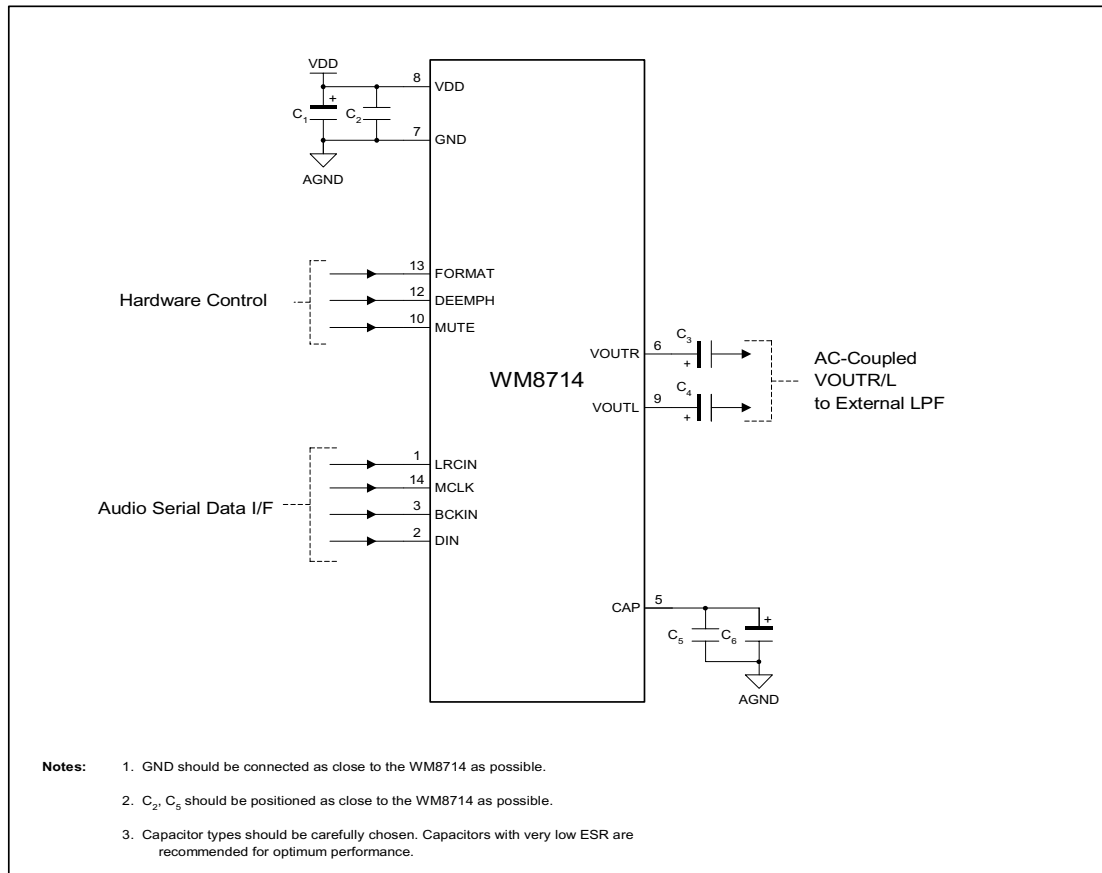 VDD
8
VDD
+
C1
C2
7
GND
AGND
13
FORMAT
Hardware Control
12
DEEMPH
10
MUTE
WM8714
VOUTR
6
C3
+
VOUTL
9
C4
+
AC-Coupled
VOUTR/L
to External LPF
1
LRCIN
14
MCLK
Audio Serial Data I/F
3
BCKIN
2
DIN
CAP
5
C5
C6
+
AGND
Notes: 1. GND should be connected as close to the WM8714 as possible.
2. C2, C5 should be positioned as close to the WM8714 as possible.
3. Capacitor types should be carefully chosen. Capacitors with very low ESR are
recommended for optimum performance.